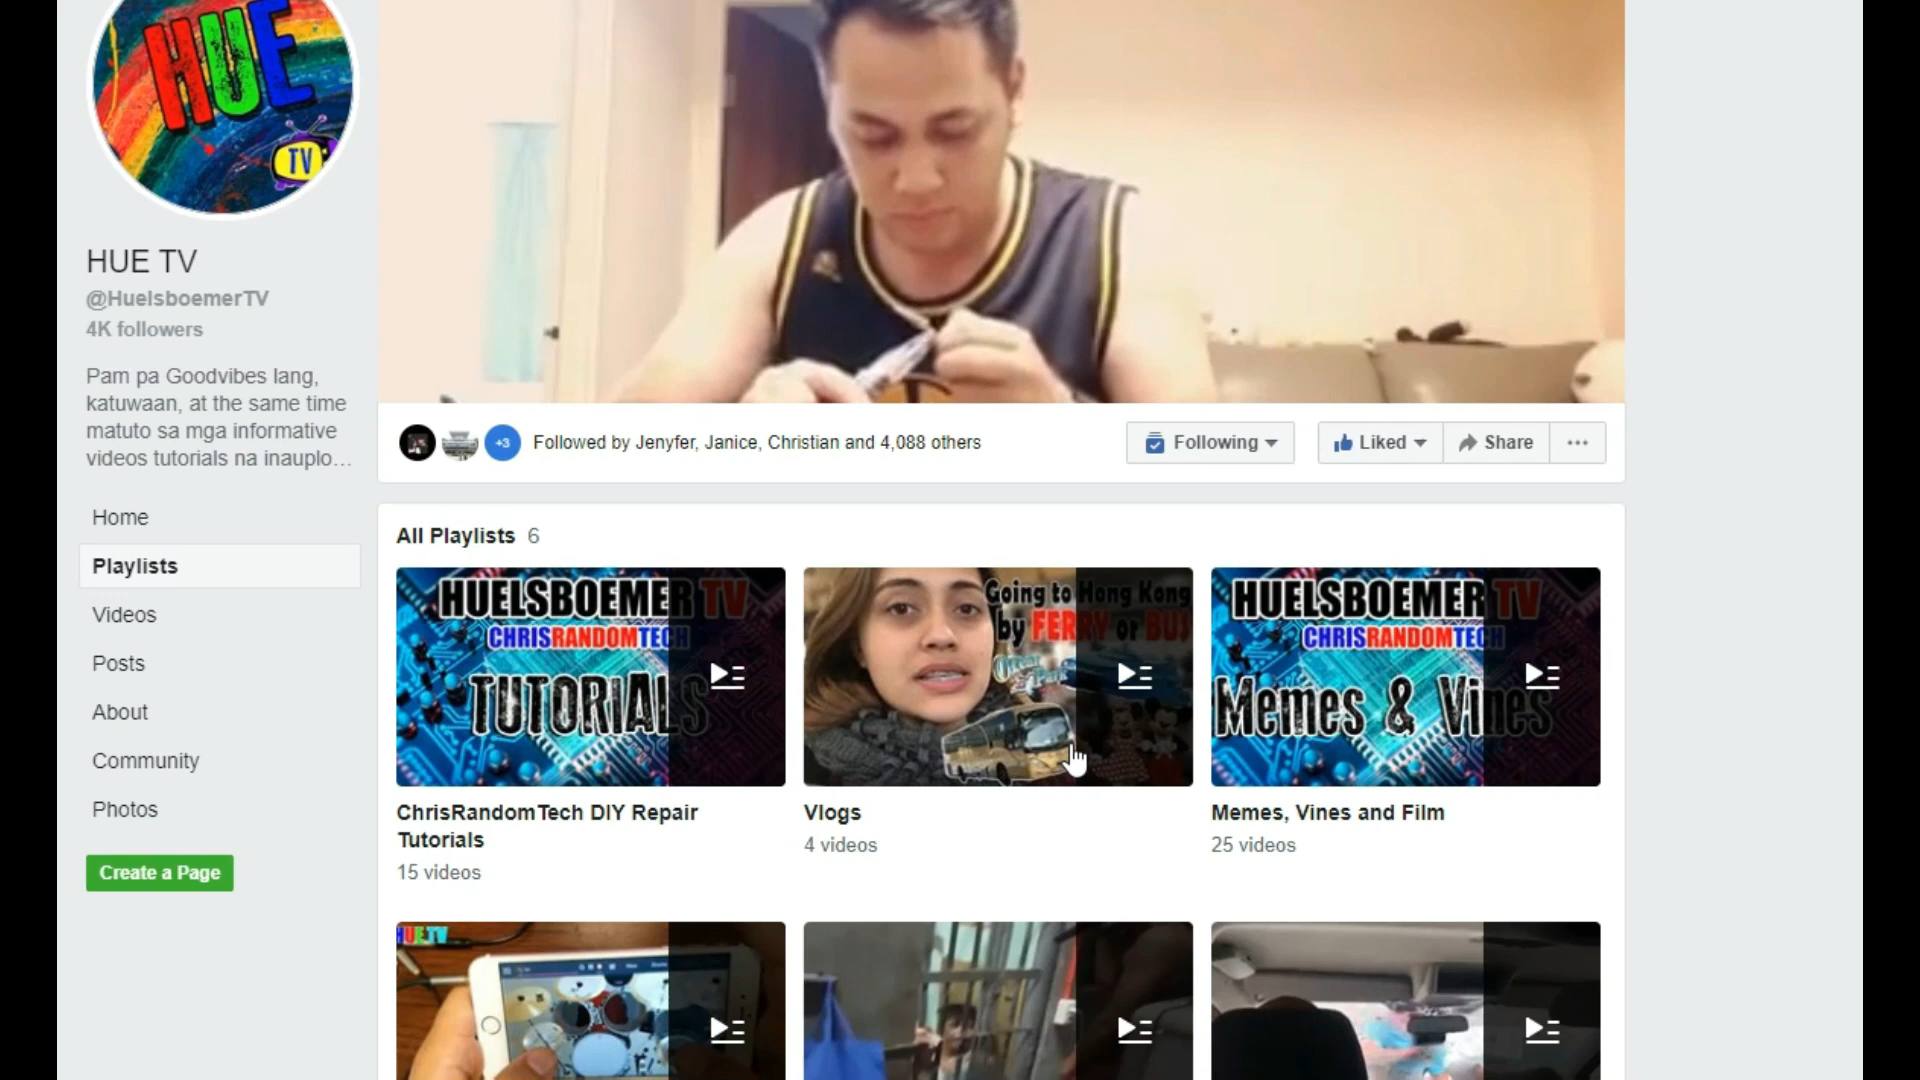 HUE
TV
HUE TV
@HuelsboemerTV
4K followers
Pam pa Goodvibes lang,
katuwaan, at the same time
matuto sa mga informative
videos tutorials na inauplo...
Home
Playlists
Videos
Posts
About
Community
Photos
Create a Page
+3
Followed by Jenyfer, Janice, Christian and 4,088 others
Following
Liked
Share
All Playlists 6
HUELSBOEMER TV
CHRISRANDOMTECH
TUTORIALS
ChrisRandomTech DIY Repair
Tutorials
15 videos
Going to Hong Kong
by FERRY or BUS
Vlogs
4 videos
HUELSBOEMER TV
CHRISRANDOMTECH
Memes & Vines
Memes, Vines and Film
25 videos
HUE TV